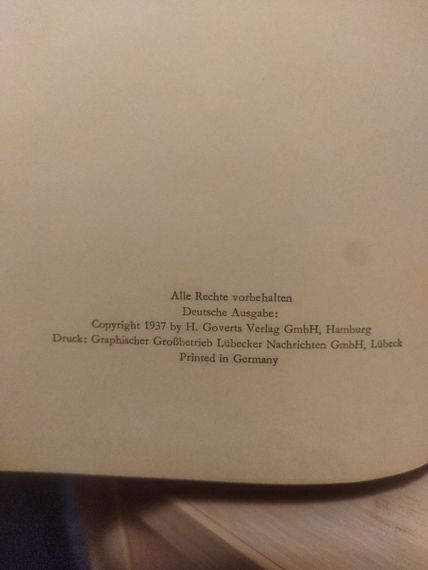 Alle Rechte vorbehalten
Deutsche Ausgabe:
Copyright 1937 by H. Goverts Verlag GmbH, Hamburg
Druck: Graphischer Großbetrieb Lübecker Nachrichten GmbH, Lübeck
Printed in Germany